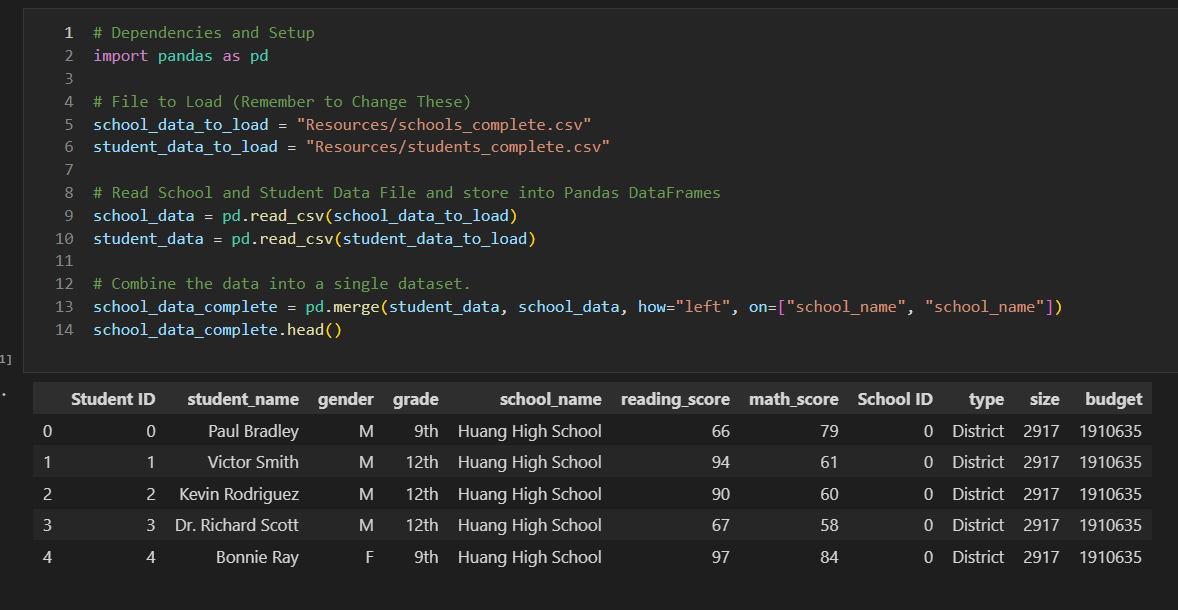 1 # Dependencies and Setup
2 import pandas as pd
3
4 # File to Load (Remember to Change These)
5 school_data_to_load = "Resources/schools_complete.csv"
6 student_data_to_load = "Resources/students_complete.csv"
7
8 # Read School and Student Data File and store into Pandas DataFrames
9 school_data = pd.read_csv(school_data_to_load)
10 student_data = pd.read_csv(student_data_to_load)
11
12 # Combine the data into a single dataset.
13 school_data_complete = pd.merge(student_data, school_data, how="left", on=["school_name", "school_name"])
14 school_data_complete.head()
1]
Student ID student_name gender grade school_name reading_score math_score School ID type size budget
0 0 Paul Bradley M 9th Huang High School 66 79 0 District 2917 1910635
1 1 Victor Smith M 12th Huang High School 94 61 0 District 2917 1910635
2 2 Kevin Rodriguez M 12th Huang High School 90 60 0 District 2917 1910635
3 3 Dr. Richard Scott M 12th Huang High School 67 58 0 District 2917 1910635
4 4 Bonnie Ray F 9th Huang High School 97 84 0 District 2917 1910635